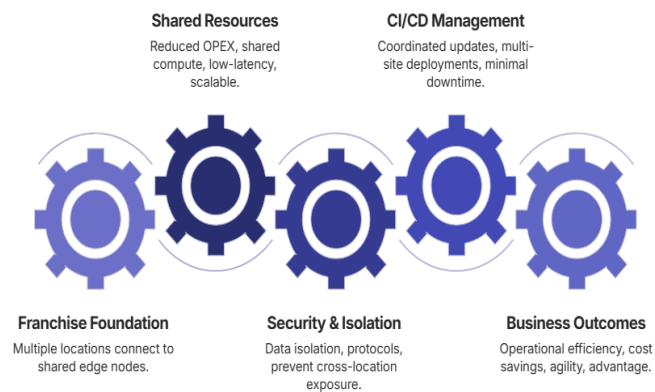 Shared Resources
Reduced OPEX, shared
compute, low-latency,
scalable.
CI/CD Management
Coordinated updates, multi-
site deployments, minimal
downtime.
Franchise Foundation
Multiple locations connect to
shared edge nodes.
Security & Isolation
Data isolation, protocols,
prevent cross-location
exposure.
Business Outcomes
Operational efficiency, cost
savings, agility, advantage.